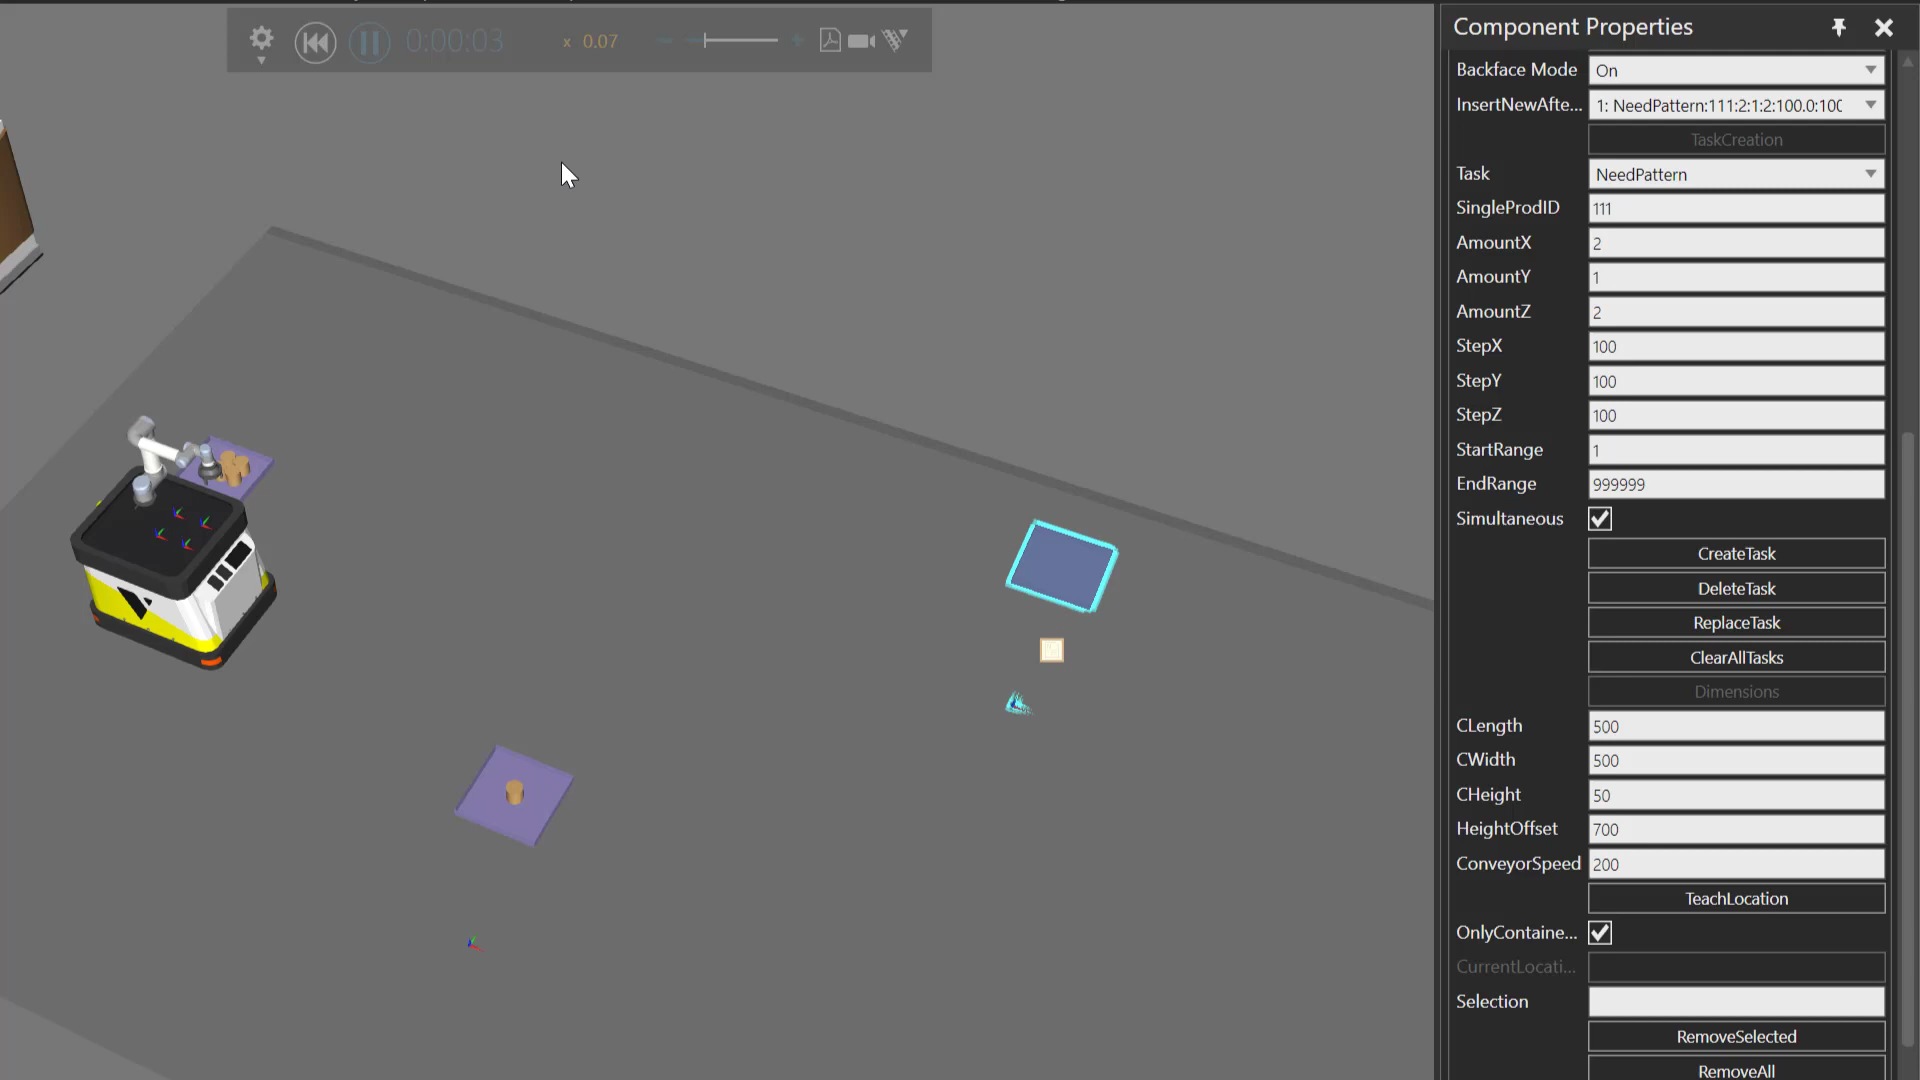 0:00:03
x 0.07
Component Properties
Backface Mode On
InsertNewAfte... 1: NeedPattern:111:2:1:2:100.0:100
TaskCreation
Task NeedPattern
SingleProdID 111
AmountX 2
AmountY 1
AmountZ 2
StepX 100
StepY 100
StepZ 100
StartRange 1
EndRange 999999
Simultaneous
CreateTask
DeleteTask
ReplaceTask
ClearAllTasks
Dimensions
CLength 500
CWidth 500
CHeight 50
HeightOffset 700
ConveyorSpeed 200
TeachLocation
OnlyContaine...
CurrentLocati...
Selection
RemoveSelected
RemoveAll